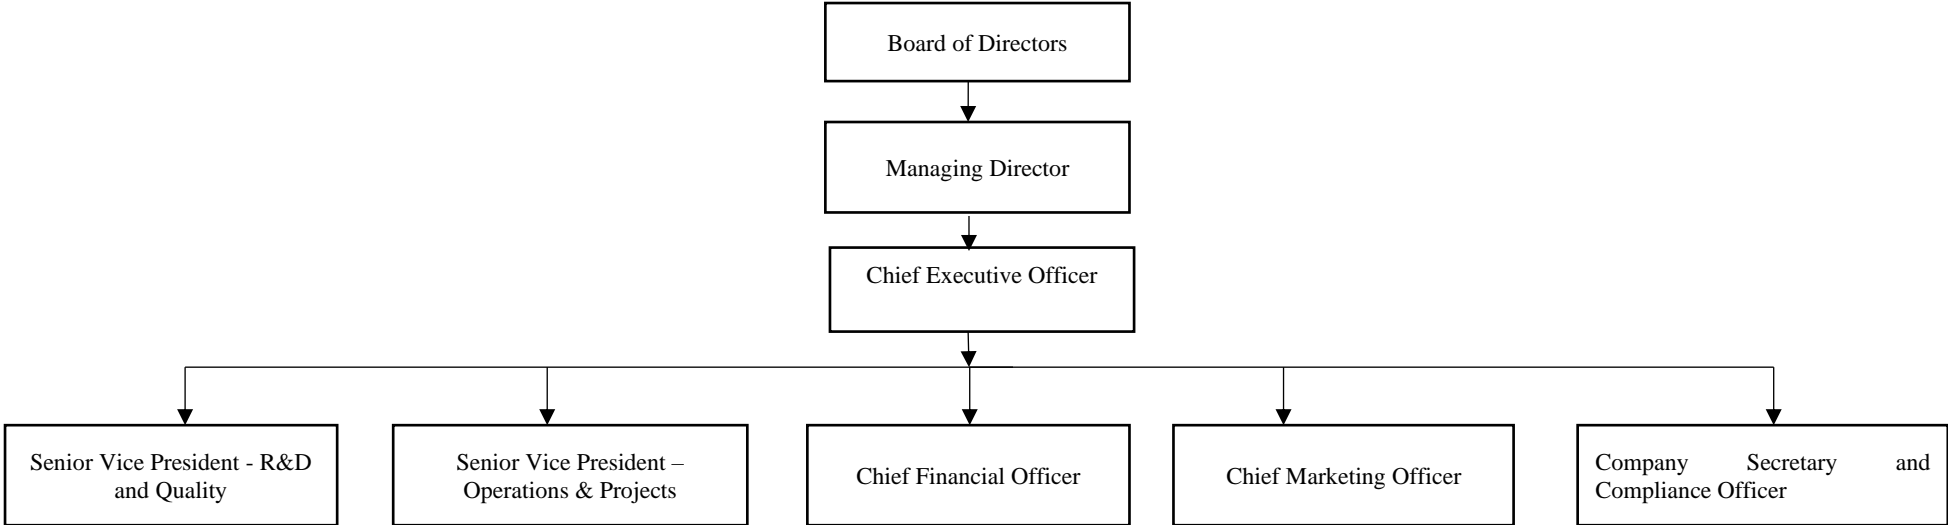 Board of Directors
Managing Director
Chief Executive Officer
Senior Vice President - R&D
and Quality
Senior Vice President –
Operations & Projects
Chief Financial Officer
Chief Marketing Officer
Company Secretary and
Compliance Officer